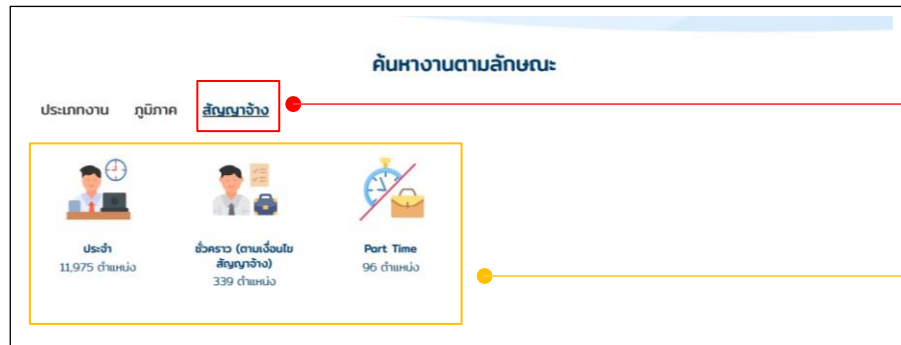 ค้นหางานตามลักษณะ
ประเภทงาน ภูมิภาค สัญญาจ้าง
ประจำ
11,975 ตำแหน่ง
ชั่วคราว (ตามเงื่อนไข
สัญญาจ้าง)
339 ตำแหน่ง
Part Time
96 ตำแหน่ง